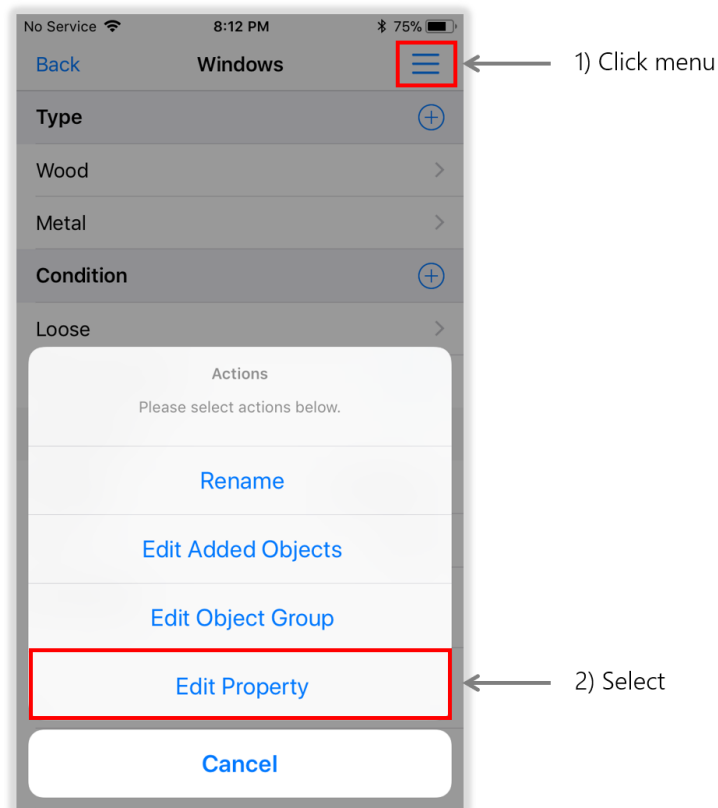 No Service 8:12 PM 75%
Back Windows 1) Click menu
Type
Wood
Metal
Condition
Loose
Actions
Please select actions below.
Rename
Edit Added Objects
Edit Object Group
Edit Property 2) Select
Cancel